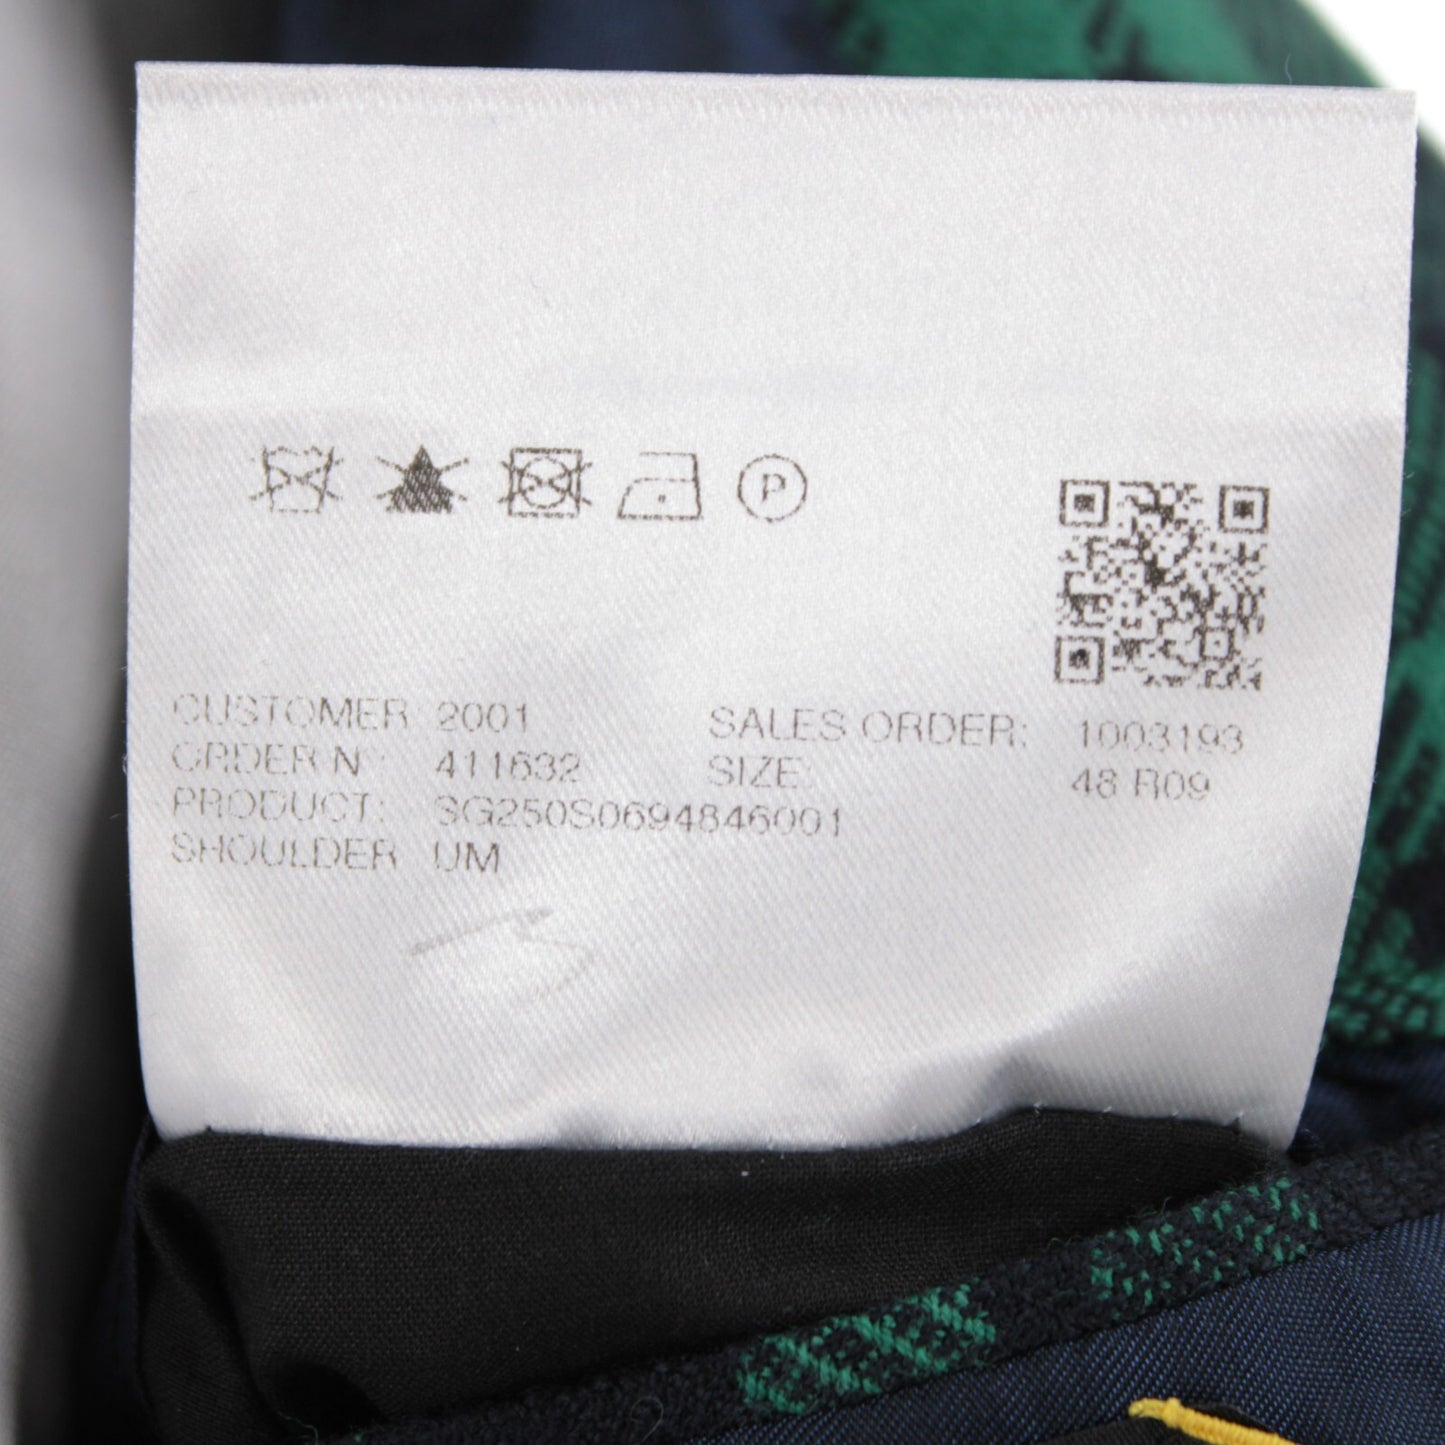 P
CUSTOMER 2001
ORDER N°: 411632
PRODUCT: SG250S0694846001
SHOULDER UM
SALES ORDER: 1003193
SIZE: 48 R09